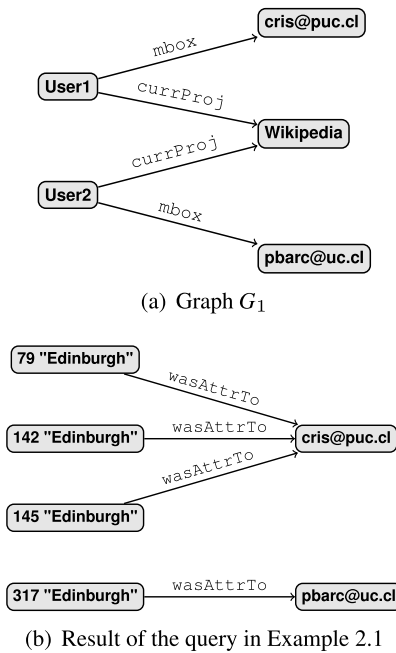 cris@puc.cl
mbox
User1
currProj
Wikipedia
currProj
User2
mbox
pbarc@uc.cl
(a) Graph G1
79 "Edinburgh"
wasAttrTo
142 "Edinburgh"
wasAttrTo
cris@puc.cl
wasAttrTo
145 "Edinburgh"
317 "Edinburgh"
wasAttrTo
pbarc@uc.cl
(b) Result of the query in Example 2.1